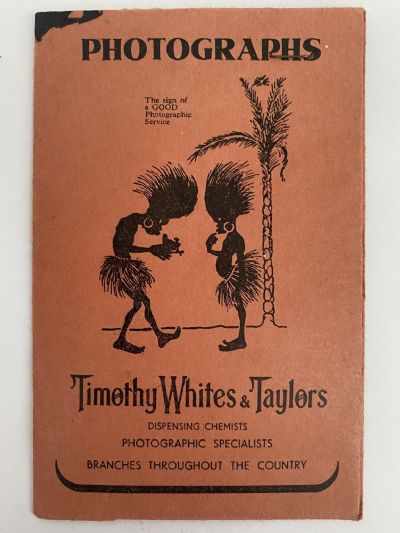 PHOTOGRAPHS
The sign of
a GOOD
Photographic
Service
Timothy Whites & Taylors
DISPENSING CHEMISTS
PHOTOGRAPHIC SPECIALISTS
BRANCHES THROUGHOUT THE COUNTRY